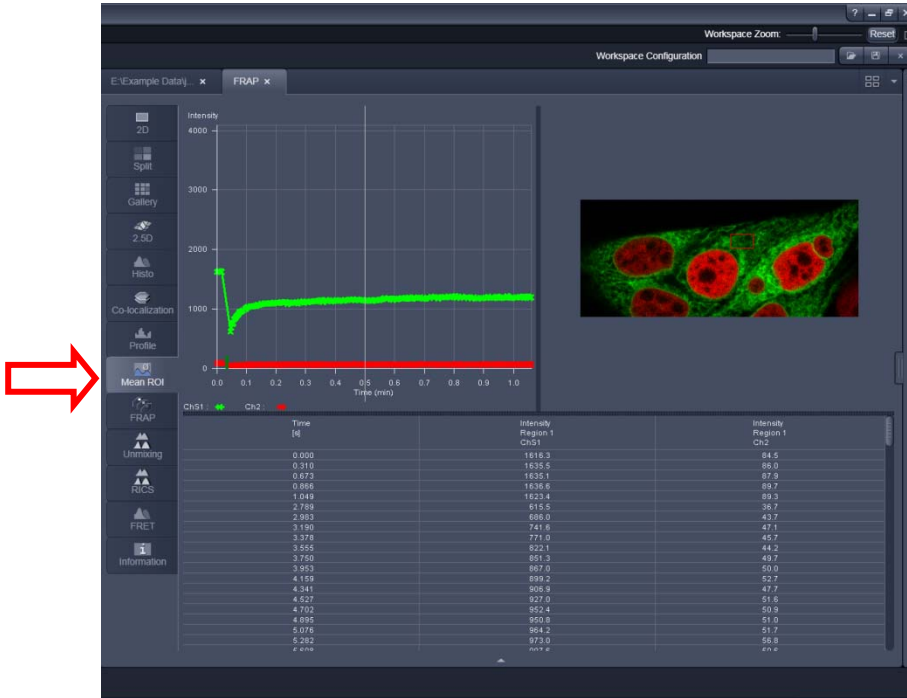 ?
Workspace Zoom: Reset
Workspace Configuration
E:\Example Data\j... × FRAP ×
2D
Split
Gallery
2.5D
Histo
Co-localization
Profile
Mean ROI
FRAP
Unmixing
RICS
FRET
i
Information
Intensity
4000
3000
2000
1000
0
0.0 0.1 0.2 0.3 0.4 0.5 0.6 0.7 0.8 0.9 1.0
Time (min)
ChS1 : Ch2 :
Time Intensity Intensity
[s] Region 1 Region 1
ChS1 Ch2
0.000 1616.3 84.5
0.310 1635.5 86.0
0.673 1635.1 87.9
0.866 1636.6 89.7
1.049 1623.4 89.3
2.789 615.5 36.7
2.983 686.0 43.7
3.190 741.6 47.1
3.378 771.0 45.7
3.555 822.1 44.2
3.750 851.3 49.7
3.953 867.0 50.0
4.159 899.2 52.7
4.341 906.9 47.7
4.527 927.0 51.6
4.702 952.4 50.9
4.895 950.8 51.0
5.076 964.2 51.7
5.282 973.0 56.8